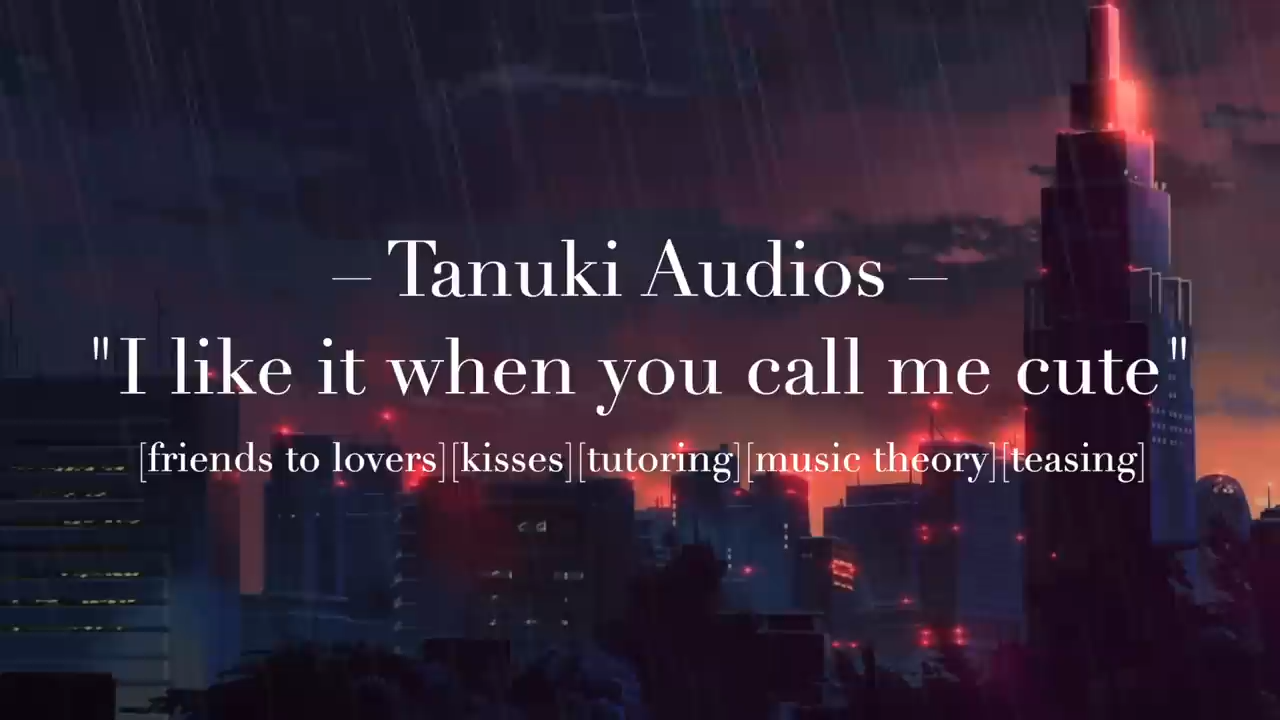 – Tanuki Audios –
"I like it when you call me cute"
[friends to lovers][kisses][tutoring][music theory][teasing]